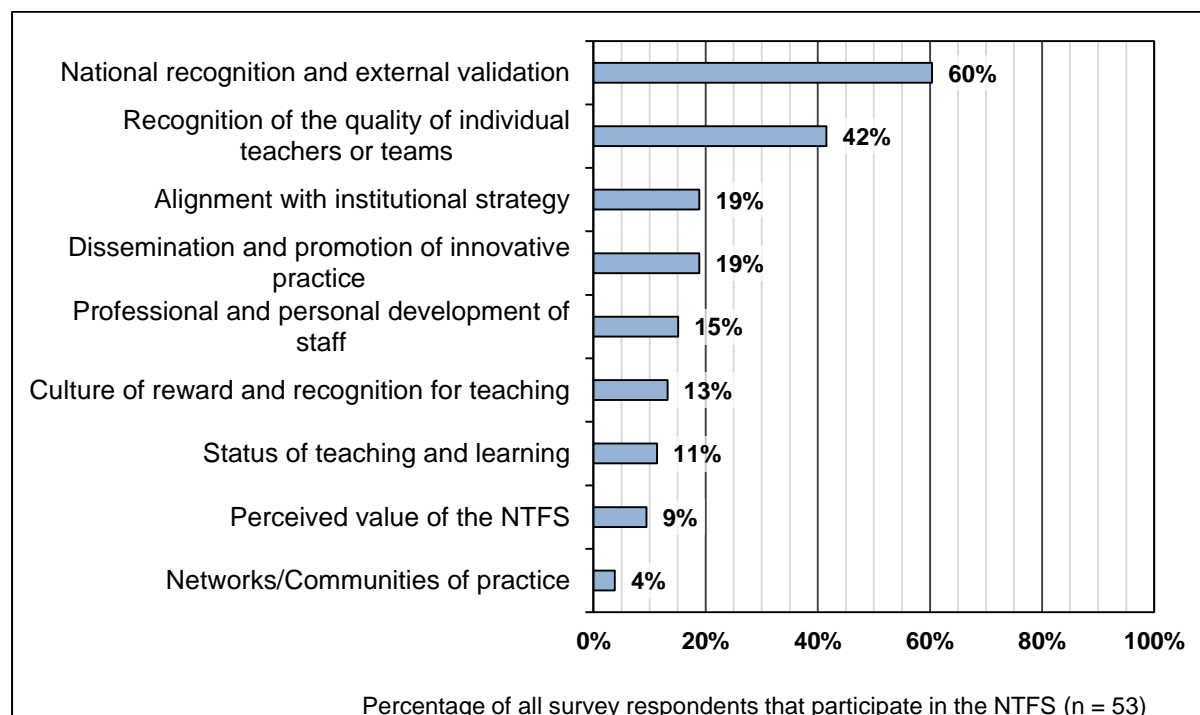 National recognition and external validation
60%
Recognition of the quality of individual
teachers or teams
42%
Alignment with institutional strategy
19%
Dissemination and promotion of innovative
practice
19%
Professional and personal development of
staff
15%
Culture of reward and recognition for teaching
13%
Status of teaching and learning
11%
Perceived value of the NTFS
9%
Networks/Communities of practice
4%
0% 20% 40% 60% 80% 100%
Percentage of all survey respondents that participate in the NTFS (n = 53)